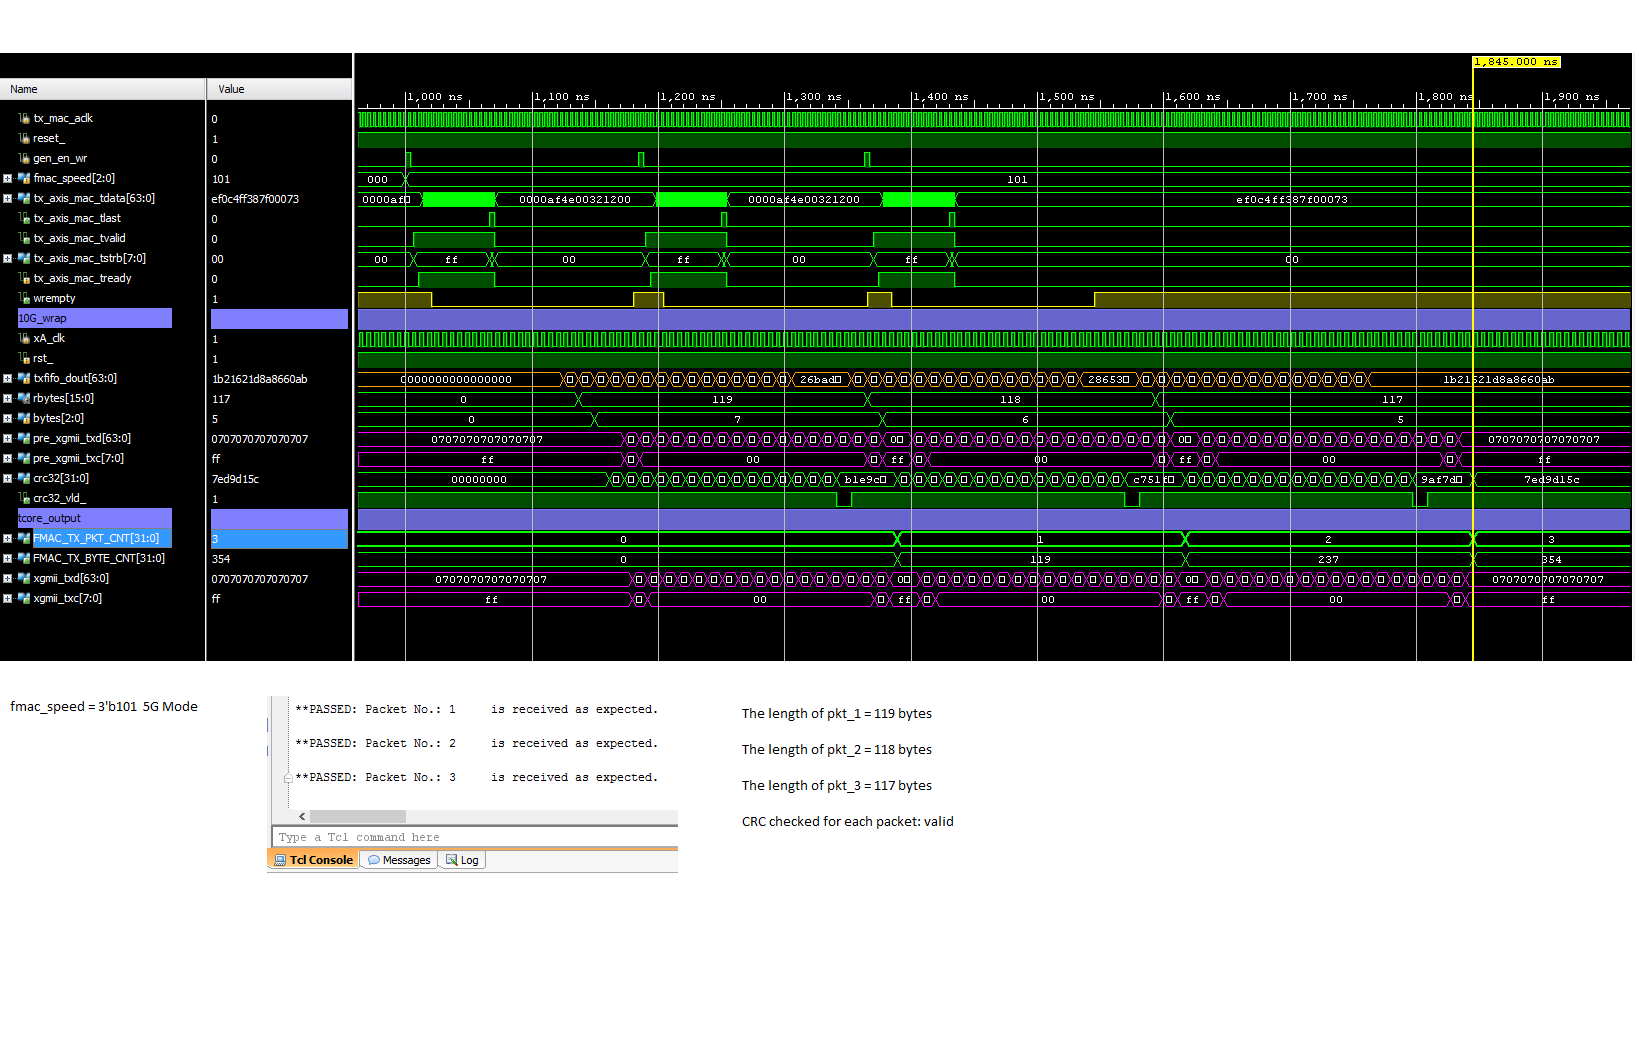 1,845.000 ns
Name Value
1,000 ns 1,100 ns 1,200 ns 1,300 ns 1,400 ns 1,500 ns 1,600 ns 1,700 ns 1,800 ns 1,900 ns
tx_mac_aclk 0
reset_ 1
gen_en_wr 0
fmac_speed[2:0] 101 000 101
tx_axis_mac_tdata[63:0] ef0c4ff387f00073 0000af 0000af4e00321200 0000af4e00321200 ef0c4ff387f00073
tx_axis_mac_tlast 0
tx_axis_mac_tvalid 0
tx_axis_mac_tstrb[7:0] 00 00 ff 00 ff 00 ff 00
tx_axis_mac_tready 0
wrempty 1
10G_wrap
xA_clk 1
rst_ 1
txfifo_dout[63:0] 1b21621d8a8660ab 0000000000000000 26bad 28653 1b21621d8a8660ab
rbytes[15:0] 117 0 119 118 117
bytes[2:0] 5 0 7 6 5
pre_xgmii_txd[63:0] 0707070707070707 0707070707070707 00 00 0707070707070707
pre_xgmii_txc[7:0] ff ff 00 ff 00 ff 00 ff
crc32[31:0] 7ed9d15c 00000000 b1e9c c751f 9af7d 7ed9d15c
crc32_vld_ 1
tcore_output
FMAC_TX_PKT_CNT[31:0] 3 0 1 2 3
FMAC_TX_BYTE_CNT[31:0] 354 0 119 237 354
xgmii_txd[63:0] 0707070707070707 0707070707070707 00 00 0707070707070707
xgmii_txc[7:0] ff ff 00 ff 00 ff 00 ff
fmac_speed = 3'b101 5G Mode
**PASSED: Packet No.: 1 is received as expected.
**PASSED: Packet No.: 2 is received as expected.
**PASSED: Packet No.: 3 is received as expected.
Type a Tcl command here
Tcl Console Messages Log
The length of pkt_1 = 119 bytes
The length of pkt_2 = 118 bytes
The length of pkt_3 = 117 bytes
CRC checked for each packet: valid